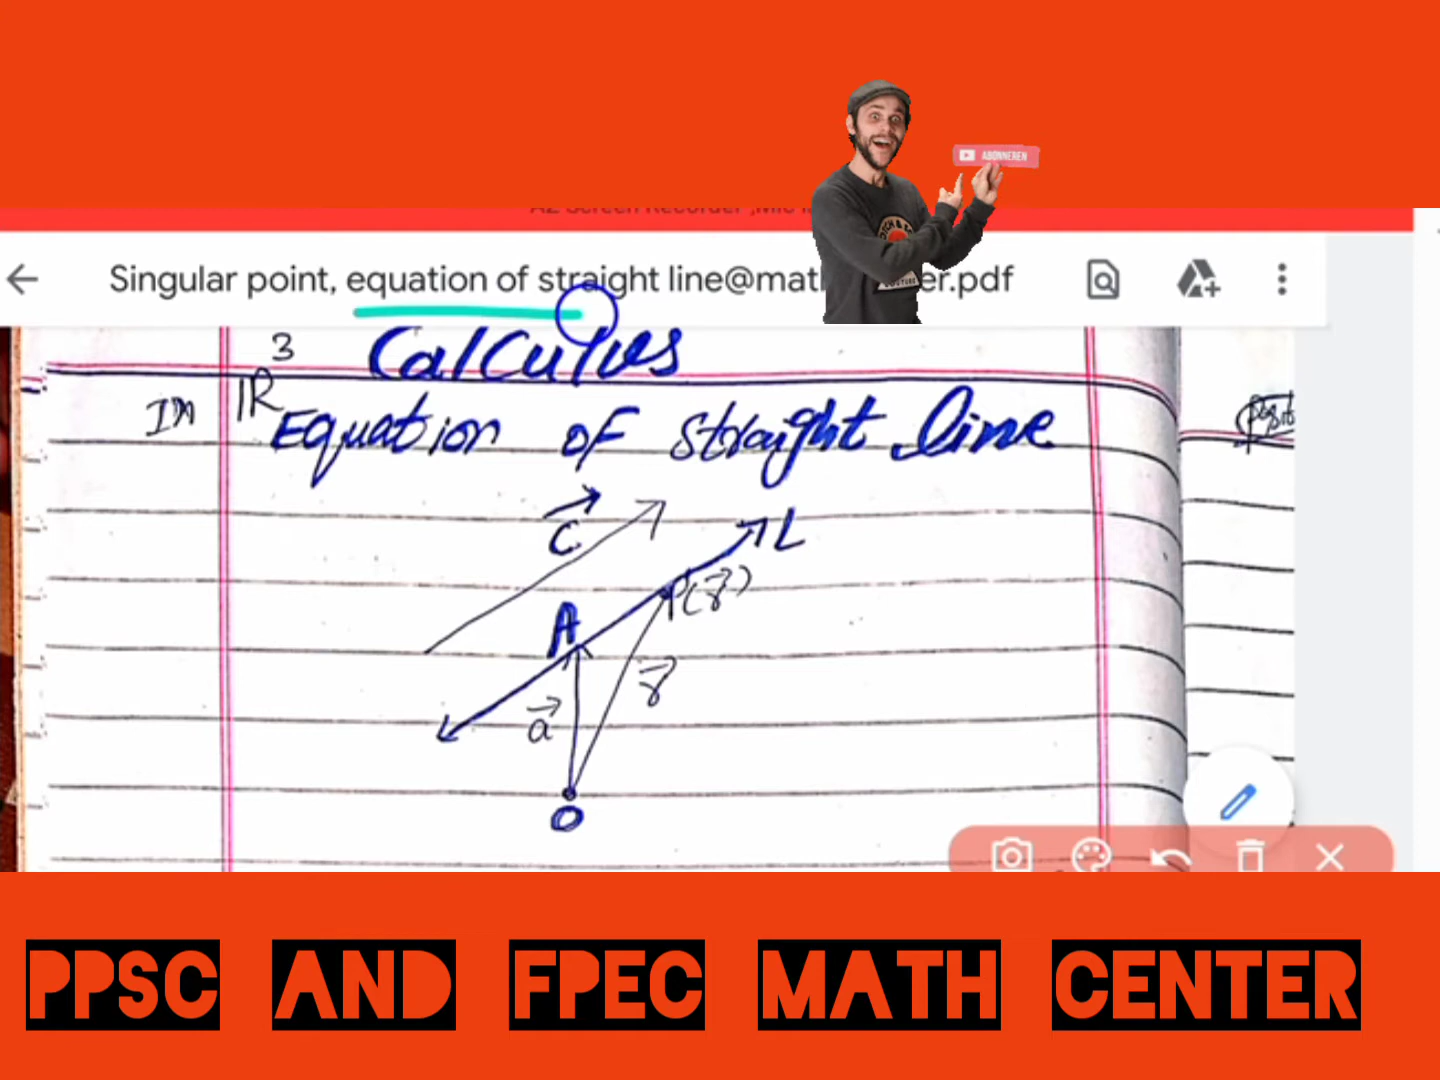 ABONNEREN
Singular point, equation of straight line@mat er.pdf
Calculus
In IR 3
Equation of straight line
C
L
P(r)
A
r
a
O
PPSC AND FPEC MATH CENTER